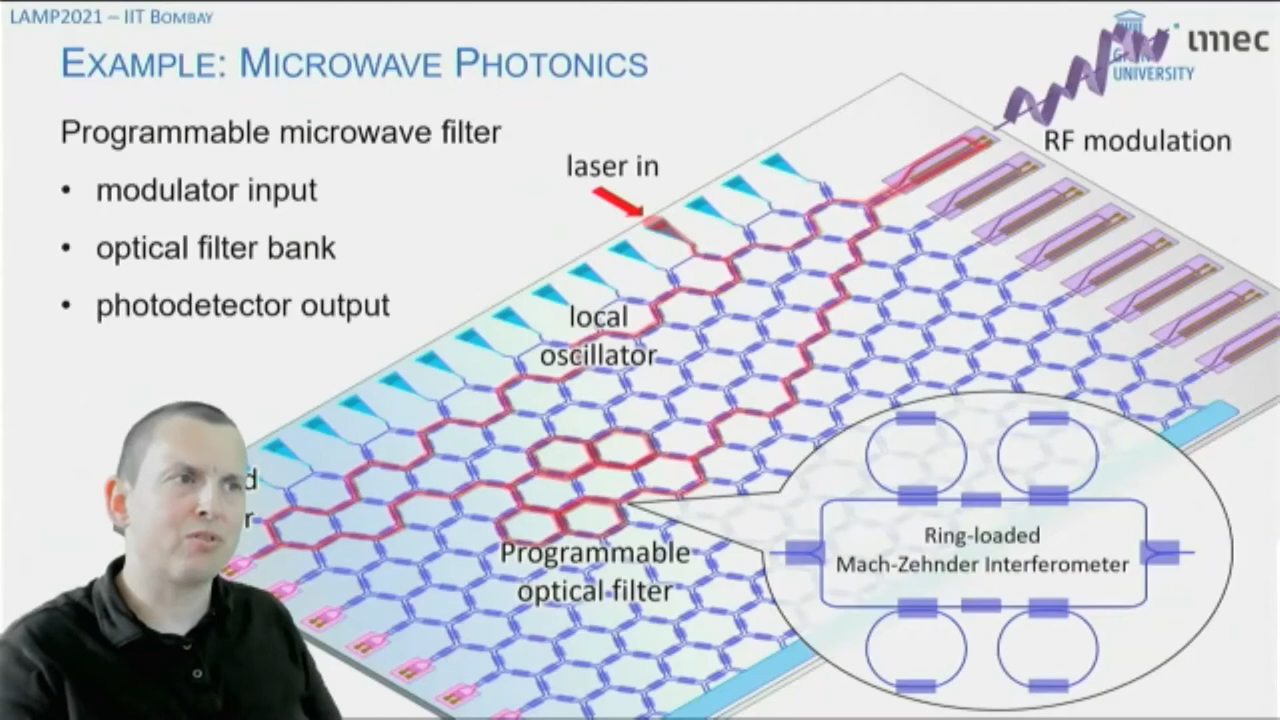 LAMP2021 – IIT BOMBAY
EXAMPLE: MICROWAVE PHOTONICS
imec
UNIVERSITY
Programmable microwave filter
• modulator input
• optical filter bank
• photodetector output
laser in
RF modulation
local
oscillator
Programmable
optical filter
Ring-loaded
Mach-Zehnder Interferometer